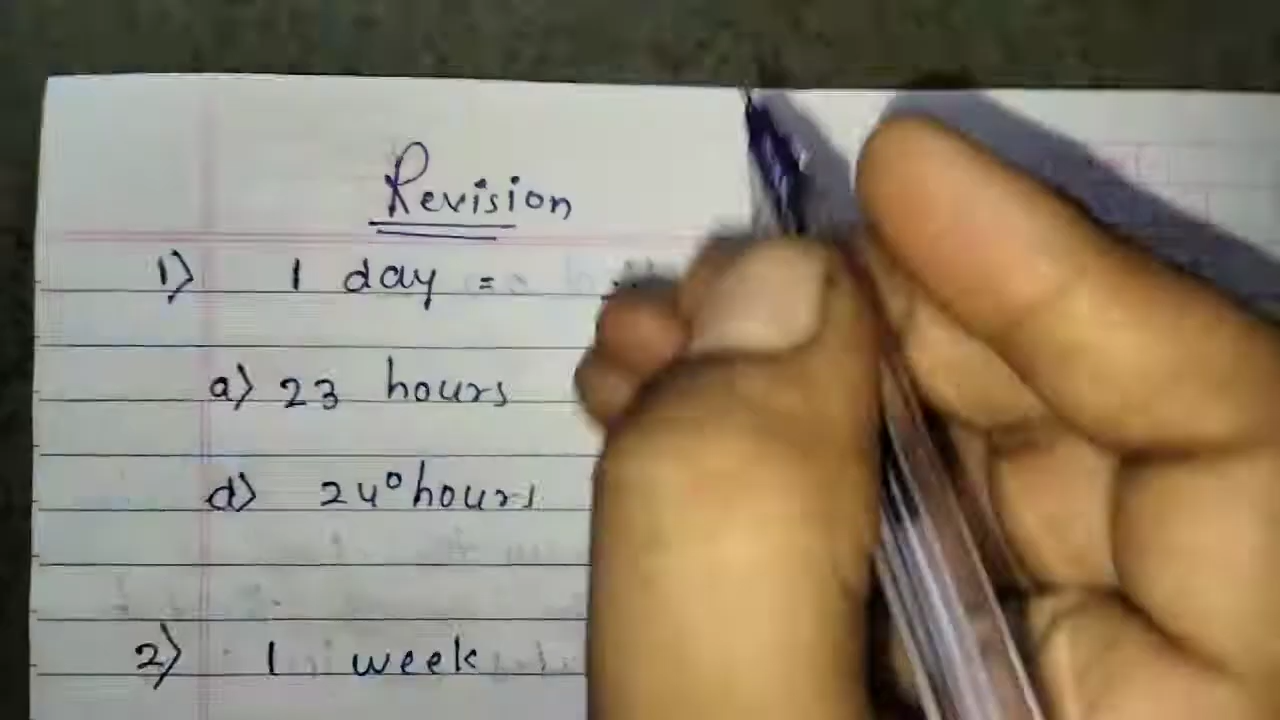 Revision
1) 1 day =
a) 23 hours
d) 24° hours
2) 1 week